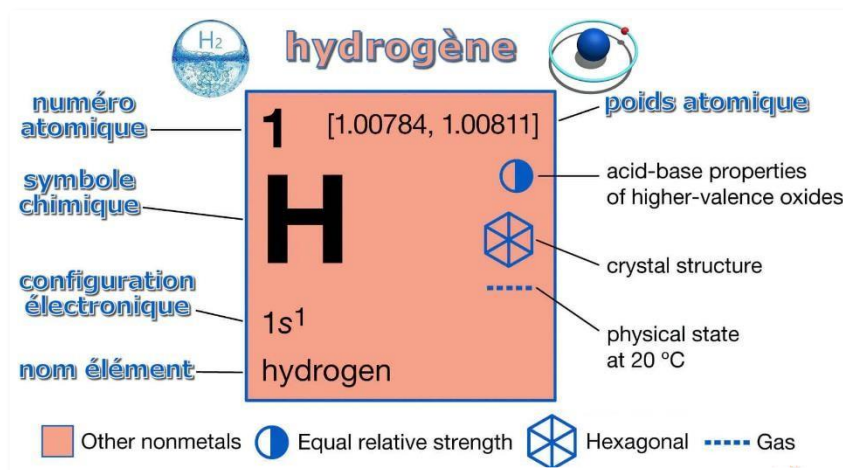 H₂
hydrogène
numéro
atomique
1
[1.00784, 1.00811]
poids atomique
symbole
chimique
H
acid-base properties
of higher-valence oxides
crystal structure
configuration
électronique
1s¹
physical state
at 20 ºC
nom élément
hydrogen
Other nonmetals
Equal relative strength
Hexagonal
Gas